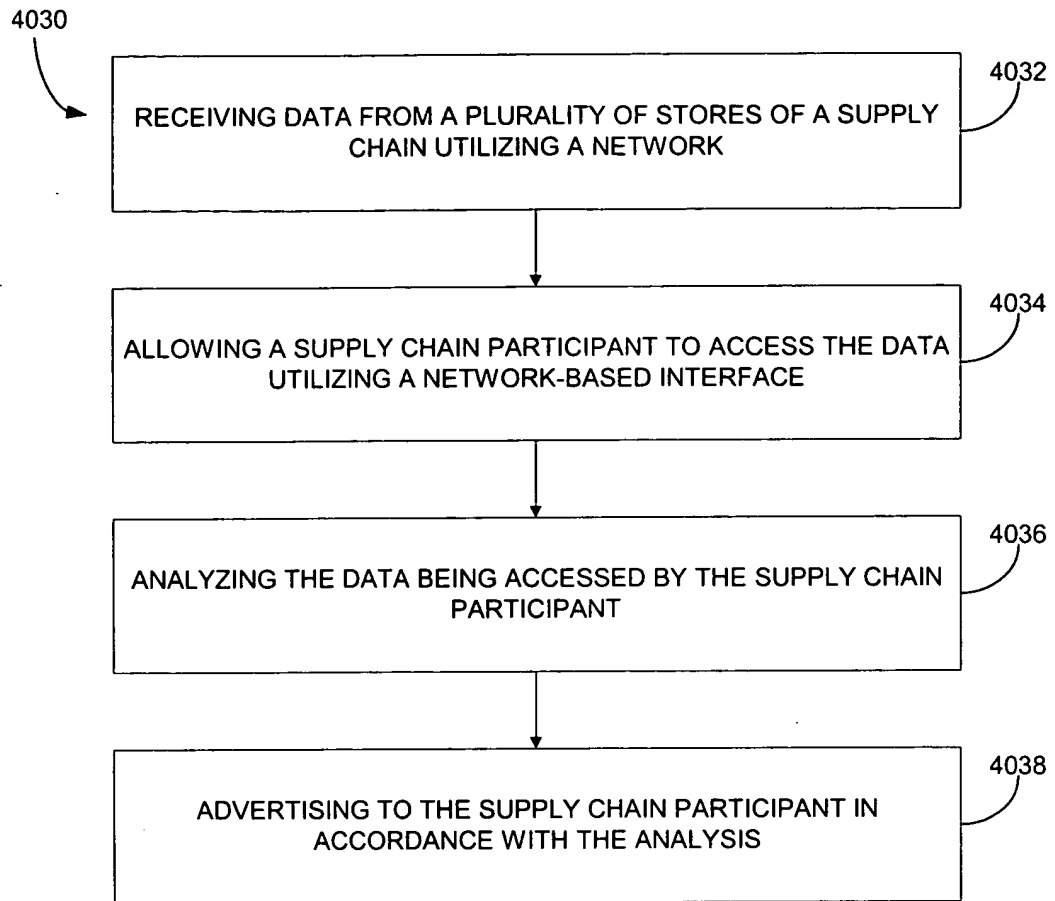 4030
4032
RECEIVING DATA FROM A PLURALITY OF STORES OF A SUPPLY
CHAIN UTILIZING A NETWORK
4034
ALLOWING A SUPPLY CHAIN PARTICIPANT TO ACCESS THE DATA
UTILIZING A NETWORK-BASED INTERFACE
4036
ANALYZING THE DATA BEING ACCESSED BY THE SUPPLY CHAIN
PARTICIPANT
4038
ADVERTISING TO THE SUPPLY CHAIN PARTICIPANT IN
ACCORDANCE WITH THE ANALYSIS